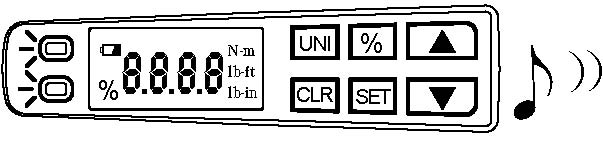 N-m
UNI %
8.8.8.8 lb-ft
% lb-in
CLR SET